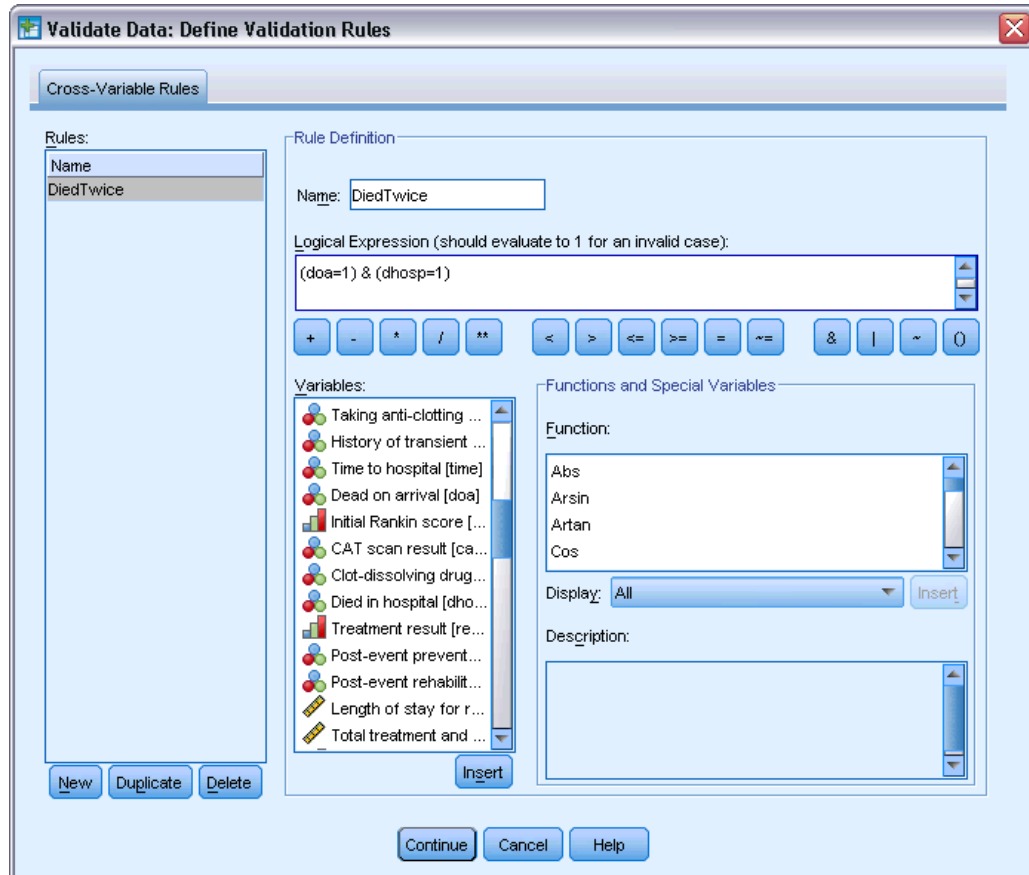 Validate Data: Define Validation Rules
Cross-Variable Rules
Rules:
Name
DiedTwice
New
Duplicate
Delete
Rule Definition
Name: DiedTwice
Logical Expression (should evaluate to 1 for an invalid case):
(doa=1) & (dhosp=1)
+ - * / ** < > <= >= = ~= & | ~ ()
Variables:
Taking anti-clotting ...
History of transient ...
Time to hospital [time]
Dead on arrival [doa]
Initial Rankin score [...
CAT scan result [ca...
Clot-dissolving drug...
Died in hospital [dho...
Treatment result [re...
Post-event prevent...
Post-event rehabilit...
Length of stay for r...
Total treatment and ...
Insert
Functions and Special Variables
Function:
Abs
Arsin
Artan
Cos
Display: All Insert
Description:
Continue Cancel Help